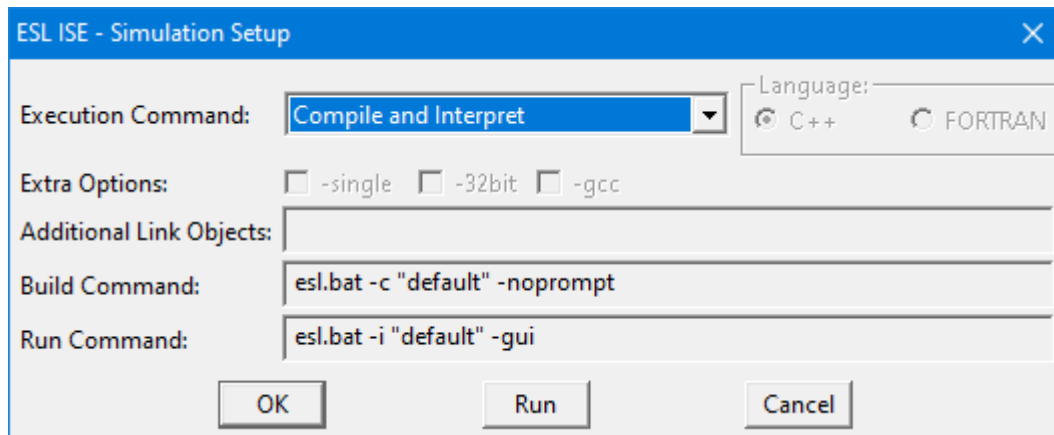 ESL ISE - Simulation Setup
Execution Command: Compile and Interpret
Language:
C++ FORTRAN
Extra Options: -single -32bit -gcc
Additional Link Objects:
Build Command: esl.bat -c "default" -noprompt
Run Command: esl.bat -i "default" -gui
OK Run Cancel